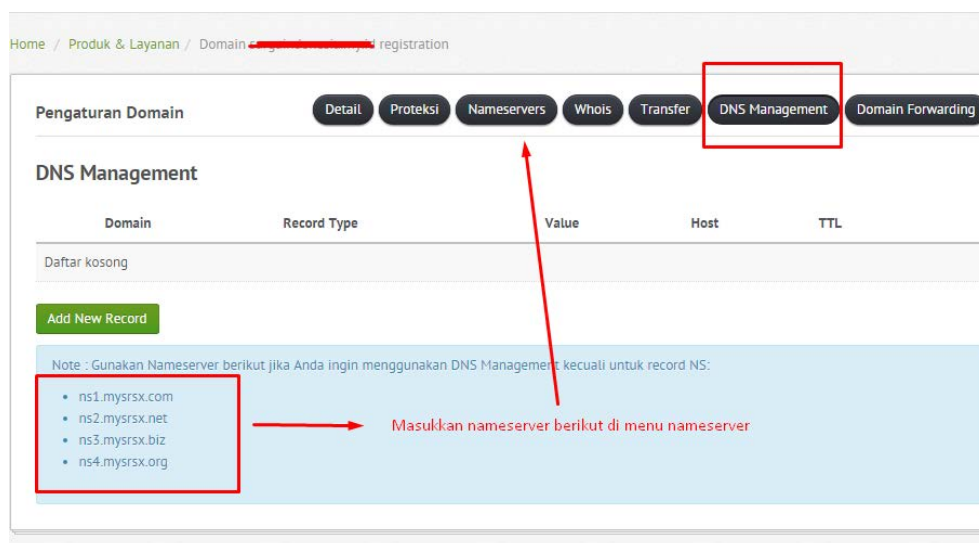 Home / Produk & Layanan / Domain registration
Pengaturan Domain
Detail Proteksi Nameservers Whois Transfer DNS Management Domain Forwarding
DNS Management
Domain Record Type Value Host TTL
Daftar kosong
Add New Record
Note : Gunakan Nameserver berikut jika Anda ingin menggunakan DNS Management kecuali untuk record NS:
• ns1.mysrsx.com
• ns2.mysrsx.net
• ns3.mysrsx.biz
• ns4.mysrsx.org
Masukkan nameserver berikut di menu nameserver